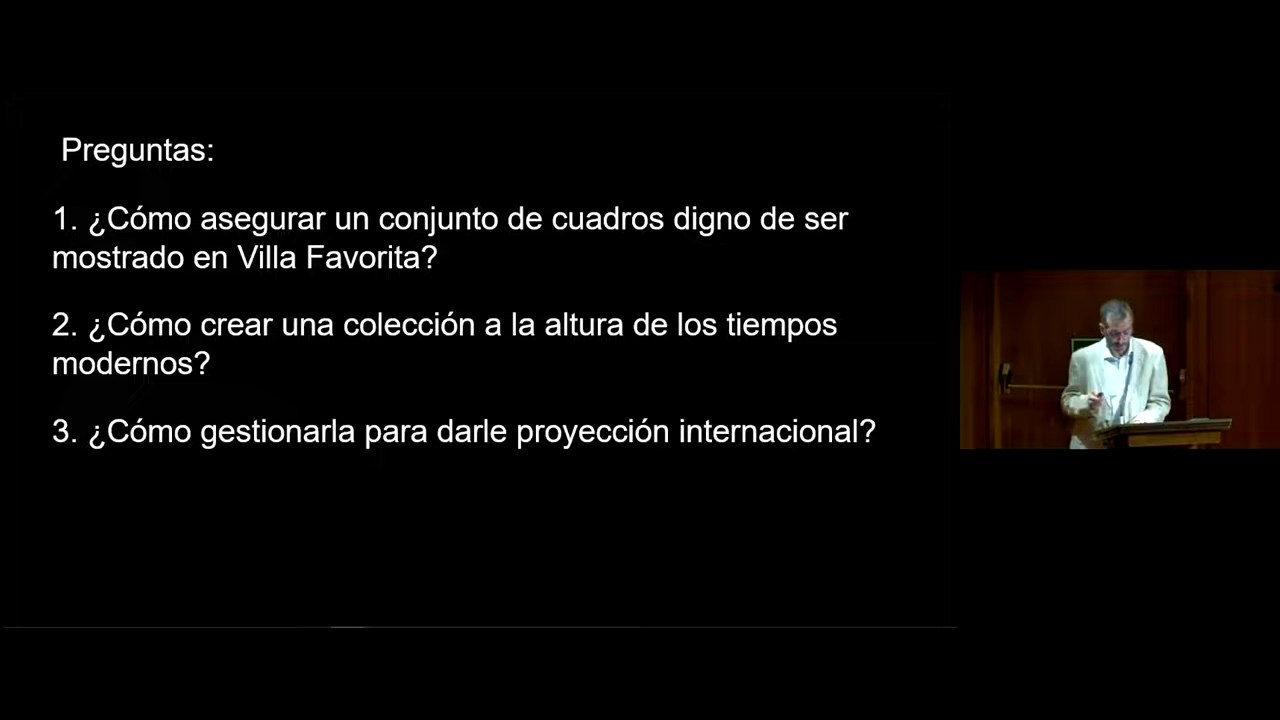 Preguntas:
1. ¿Cómo asegurar un conjunto de cuadros digno de ser
mostrado en Villa Favorita?
2. ¿Cómo crear una colección a la altura de los tiempos
modernos?
3. ¿Cómo gestionarla para darle proyección internacional?